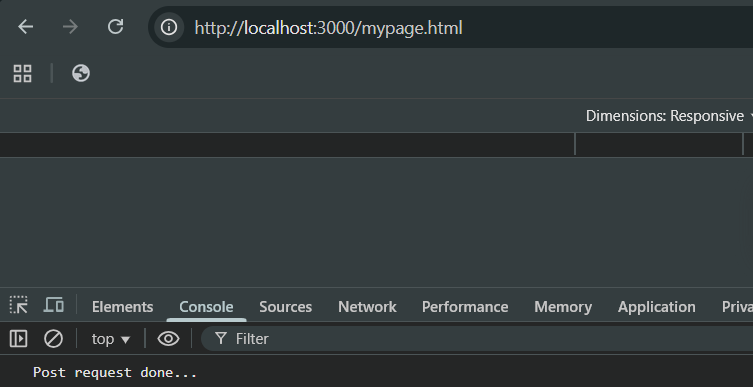 http://localhost:3000/mypage.html
Dimensions: Responsive
Elements Console Sources Network Performance Memory Application
top Filter
Post request done...